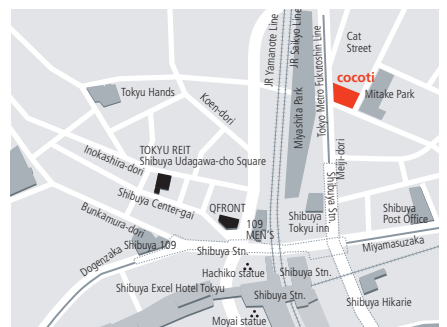 JR Yamanote Line
JR Saikyo Line
Tokyo Metro Fukutoshin Line
Cat
Street
cocoti
Mitake Park
Miyashita Park
Tokyu Hands
Koen-dori
Inokashira-dori
TOKYU REIT
Shibuya Udagawa-cho Square
Meiji-dori
Shibuya Stn.
Shibuya Center-gai
QFRONT
Bunkamura-dori
109
MEN'S
Shibuya
Tokyu inn
Shibuya
Post Office
Shibuya 109
Shibuya Stn.
Miyamasuzaka
Dogenzaka
Hachiko statue
Shibuya Stn.
Shibuya Excel Hotel Tokyu
Shibuya Stn.
Shibuya Hikarie
Moyai statue